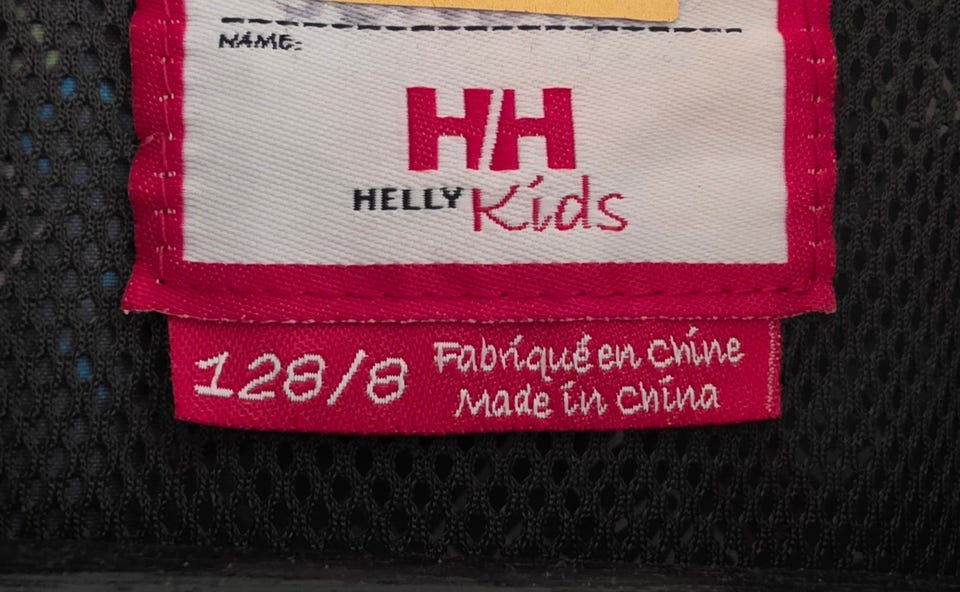 NAME:
HH
HELLY Kids
128/8 Fabriqué en Chine
Made in China